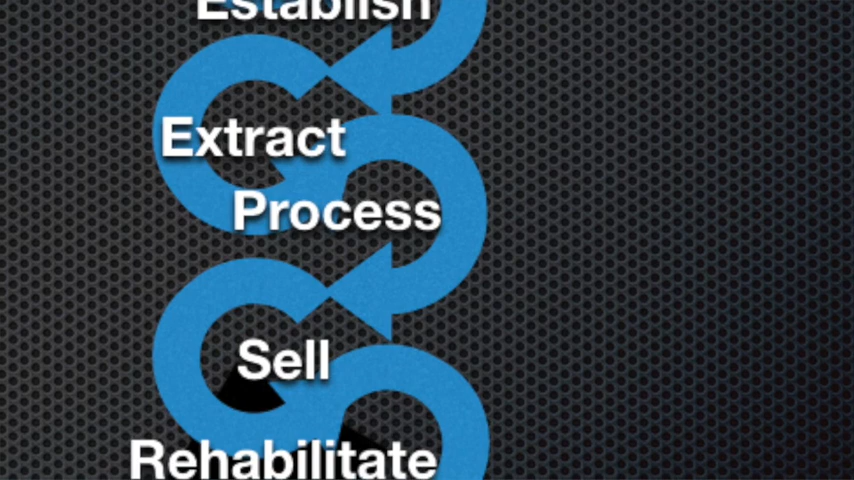 Establish
Extract
Process
Sell
Rehabilitate